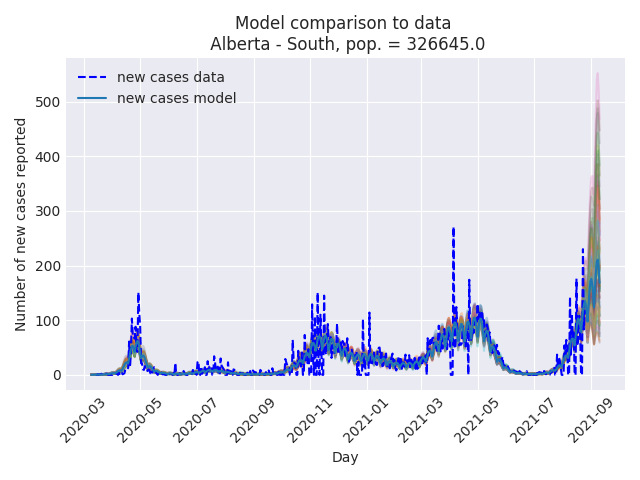 Model comparison to data
Alberta - South, pop. = 326645.0
new cases data
new cases model
Number of new cases reported
500
400
300
200
100
0
2020-03
2020-05
2020-07
2020-09
2020-11
2021-01
2021-03
2021-05
2021-07
2021-09
Day